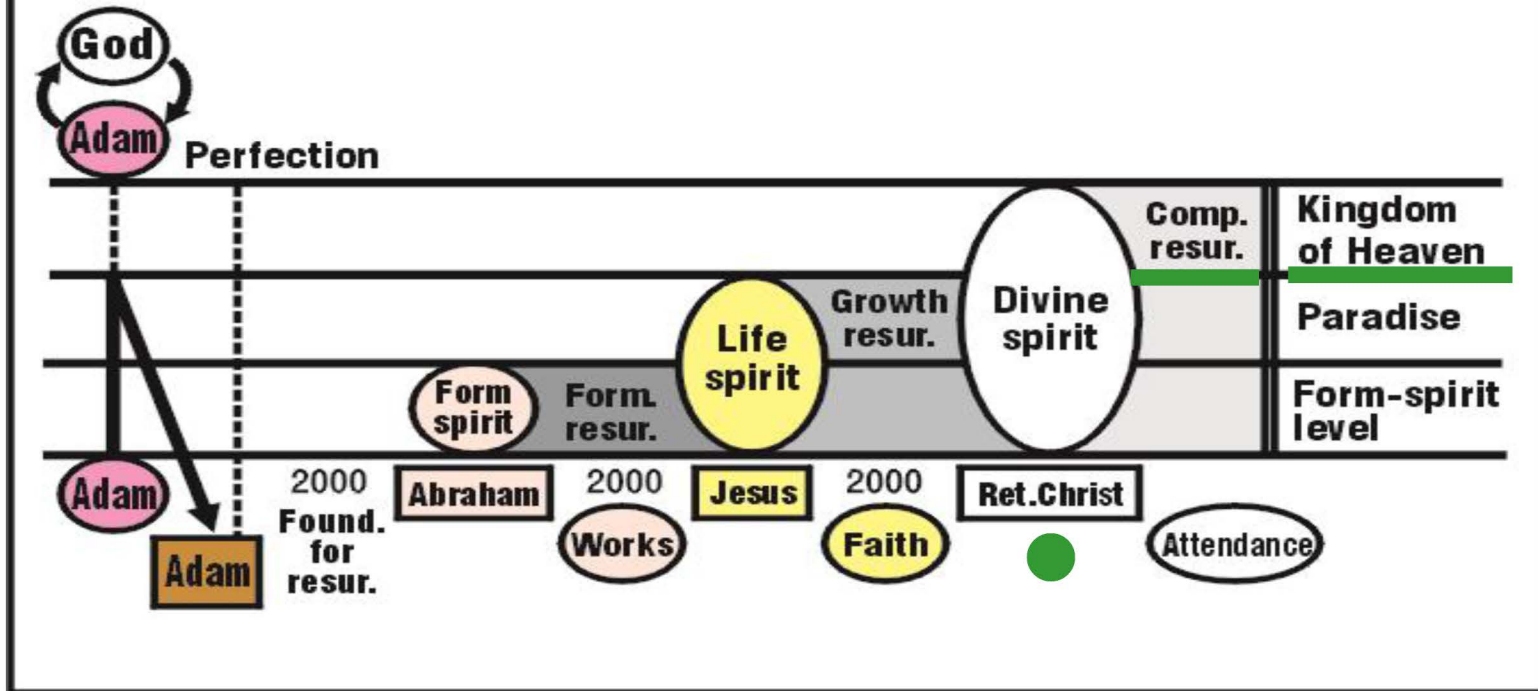 God
Adam
Perfection
Comp.
resur.
Kingdom
of Heaven
Growth
resur.
Divine
spirit
Paradise
Life
spirit
Form
spirit
Form.
resur.
Form-spirit
level
Adam
2000
Found.
for
resur.
Abraham
2000
Works
Jesus
2000
Faith
Ret.Christ
Attendance
Adam